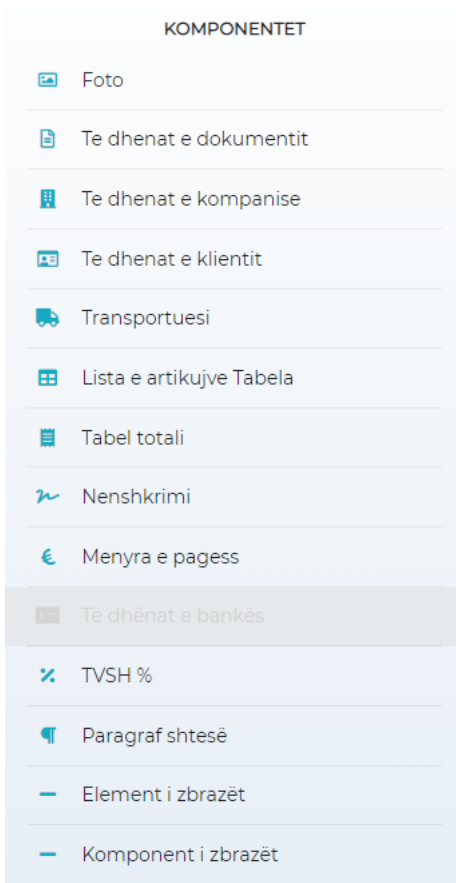 KOMPONENTET
Foto
Te dhenat e dokumentit
Te dhenat e kompanise
Te dhenat e klientit
Transportuesi
Lista e artikujve Tabela
Tabel totali
Nenshkrimi
Menyra e pagess
Të dhënat e bankës
TVSH %
Paragraf shtesë
Element i zbrazët
Komponent i zbrazët